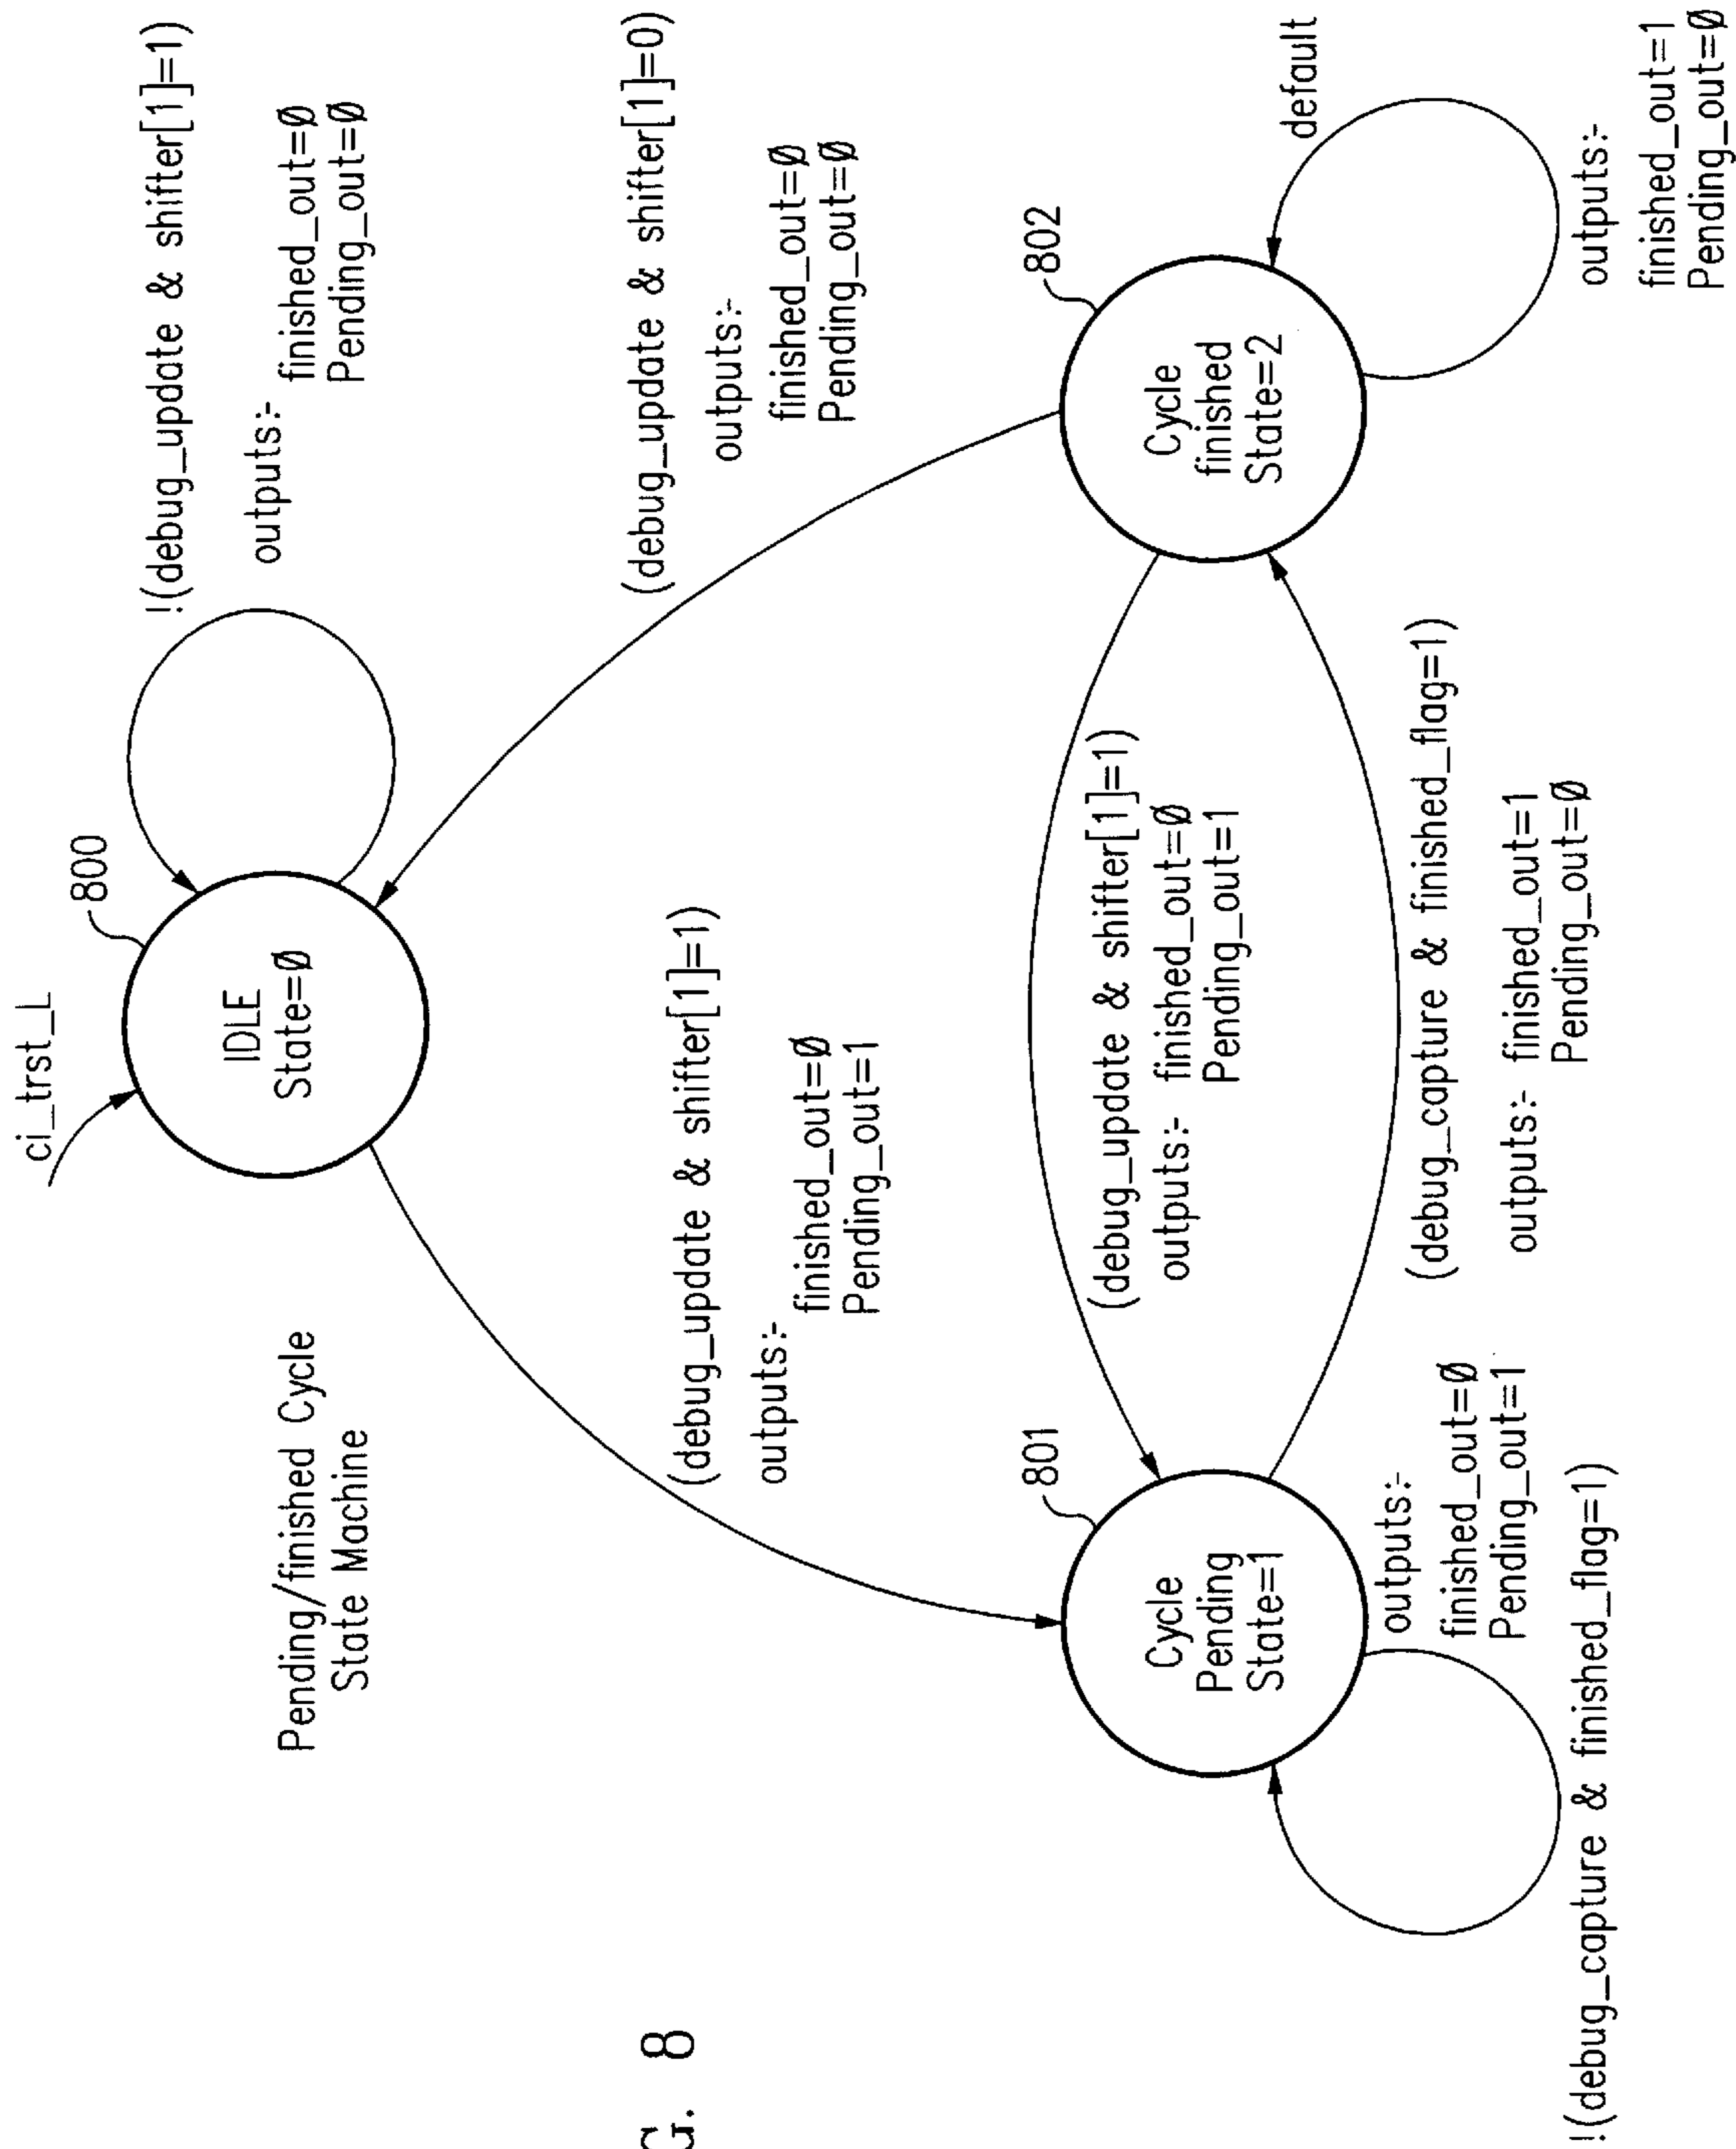 ci_trst_L
800
IDLE
State=Ø
!(debug_update & shifter[1]=1)
outputs:-
finished_out=Ø
Pending_out=Ø
Pending/finished Cycle
State Machine
(debug_update & shifter[1]=1)
outputs:-
finished_out=Ø
Pending_out=1
(debug_update & shifter[1]=0)
outputs:-
finished_out=Ø
Pending_out=Ø
801
Cycle
Pending
State=1
(debug_update & shifter[1]=1)
outputs:- finished_out=Ø
Pending_out=1
802
Cycle
finished
State=2
default
outputs:-
finished_out=1
Pending_out=Ø
(debug_capture & finished_flag=1)
outputs:- finished_out=1
Pending_out=Ø
outputs:-
finished_out=Ø
Pending_out=1
!(debug_capture & finished_flag=1)
G. 8